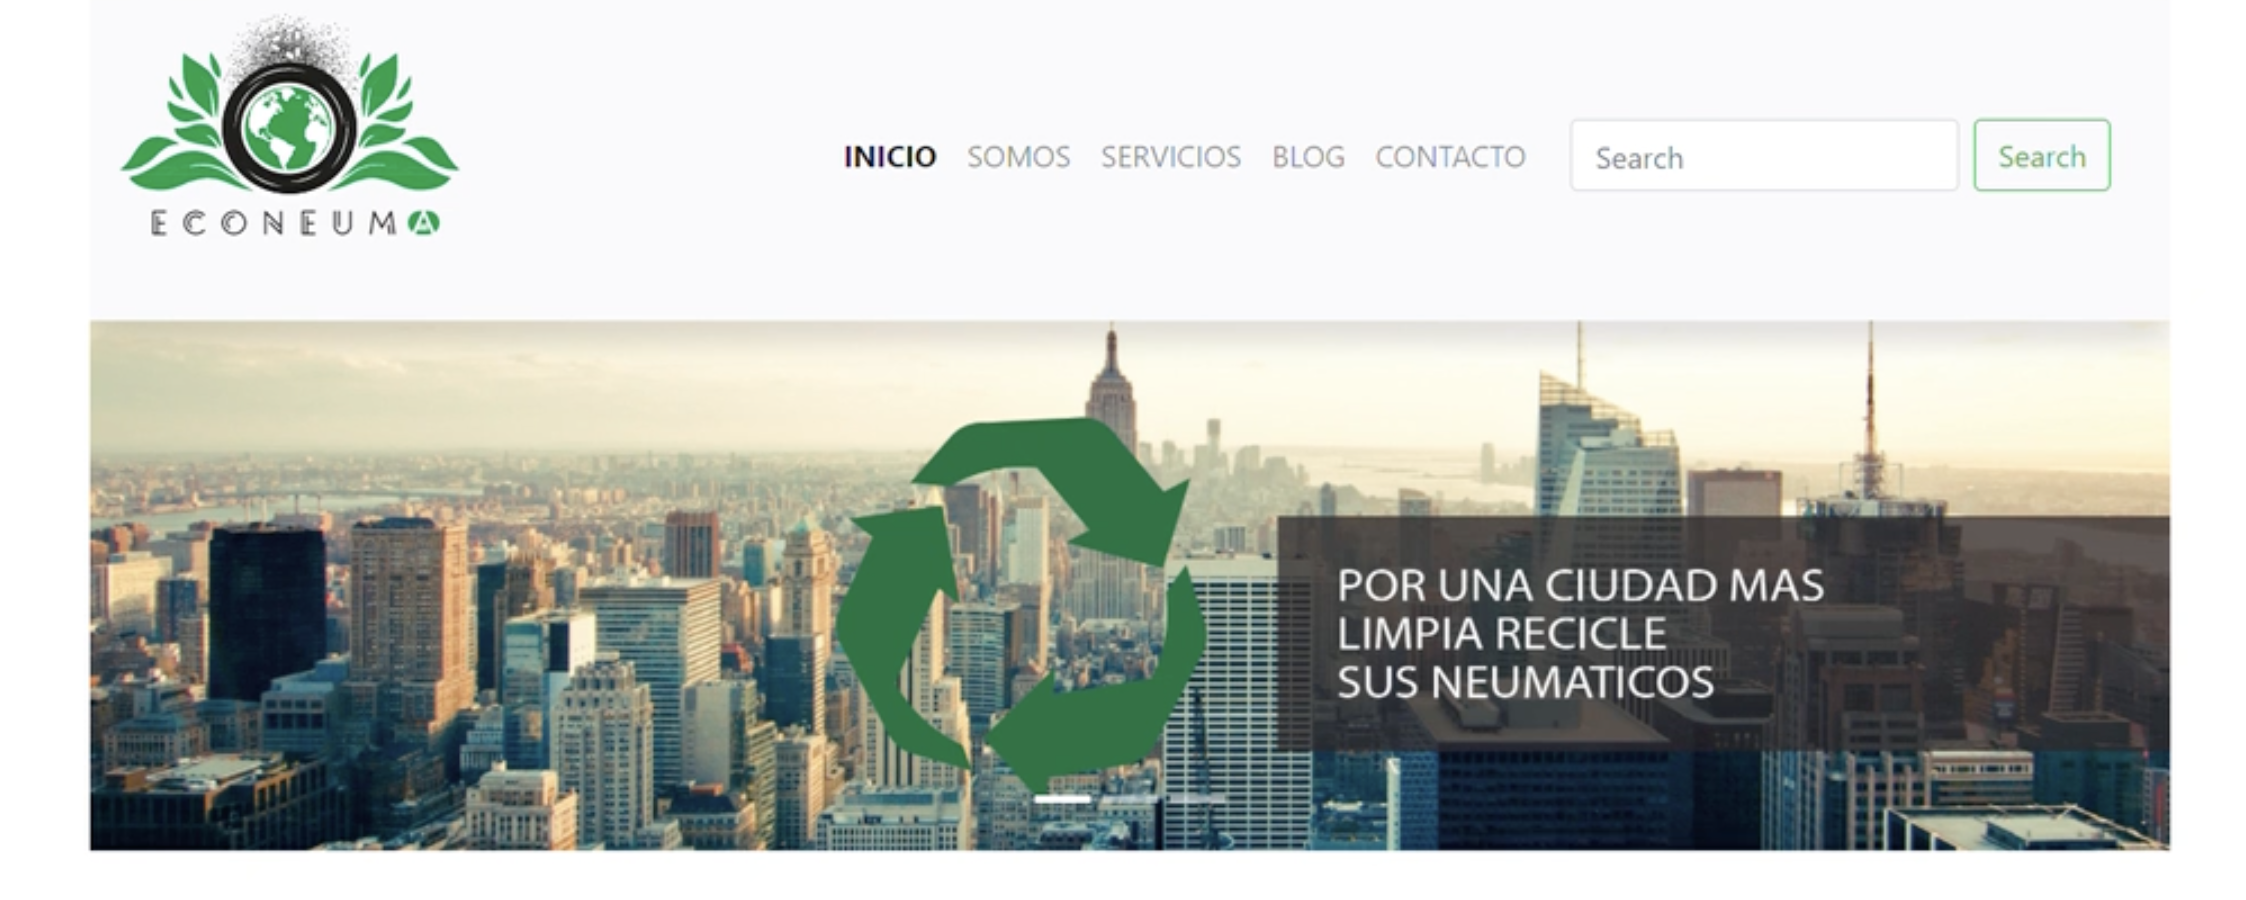 ECONEUMA
INICIO SOMOS SERVICIOS BLOG CONTACTO Search Search
POR UNA CIUDAD MAS
LIMPIA RECICLE
SUS NEUMATICOS